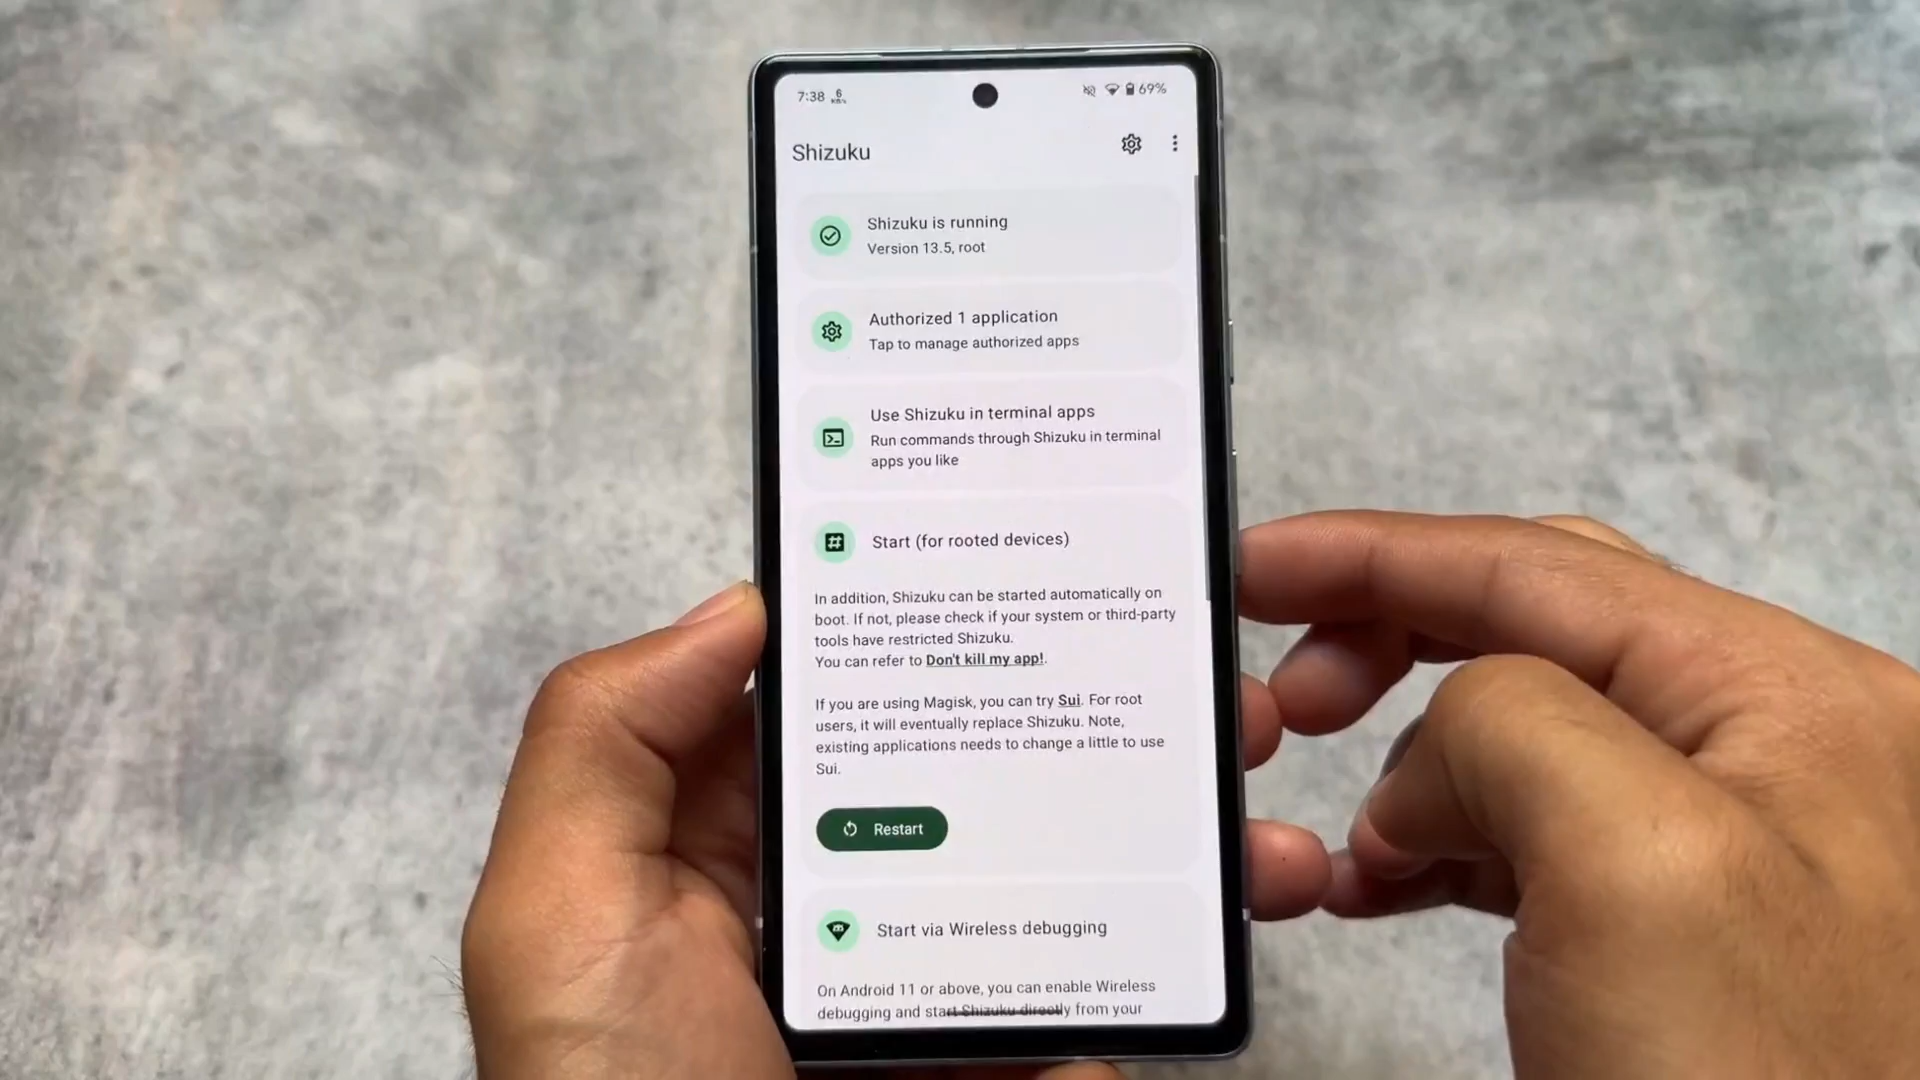 7:38 6 KB/s 69%
Shizuku
Shizuku is running
Version 13.5, root
Authorized 1 application
Tap to manage authorized apps
Use Shizuku in terminal apps
Run commands through Shizuku in terminal
apps you like
Start (for rooted devices)
In addition, Shizuku can be started automatically on
boot. If not, please check if your system or third-party
tools have restricted Shizuku.
You can refer to Don't kill my app!.
If you are using Magisk, you can try Sui. For root
users, it will eventually replace Shizuku. Note,
existing applications needs to change a little to use
Sui.
Restart
Start via Wireless debugging
On Android 11 or above, you can enable Wireless
debugging and start Shizuku directly from your